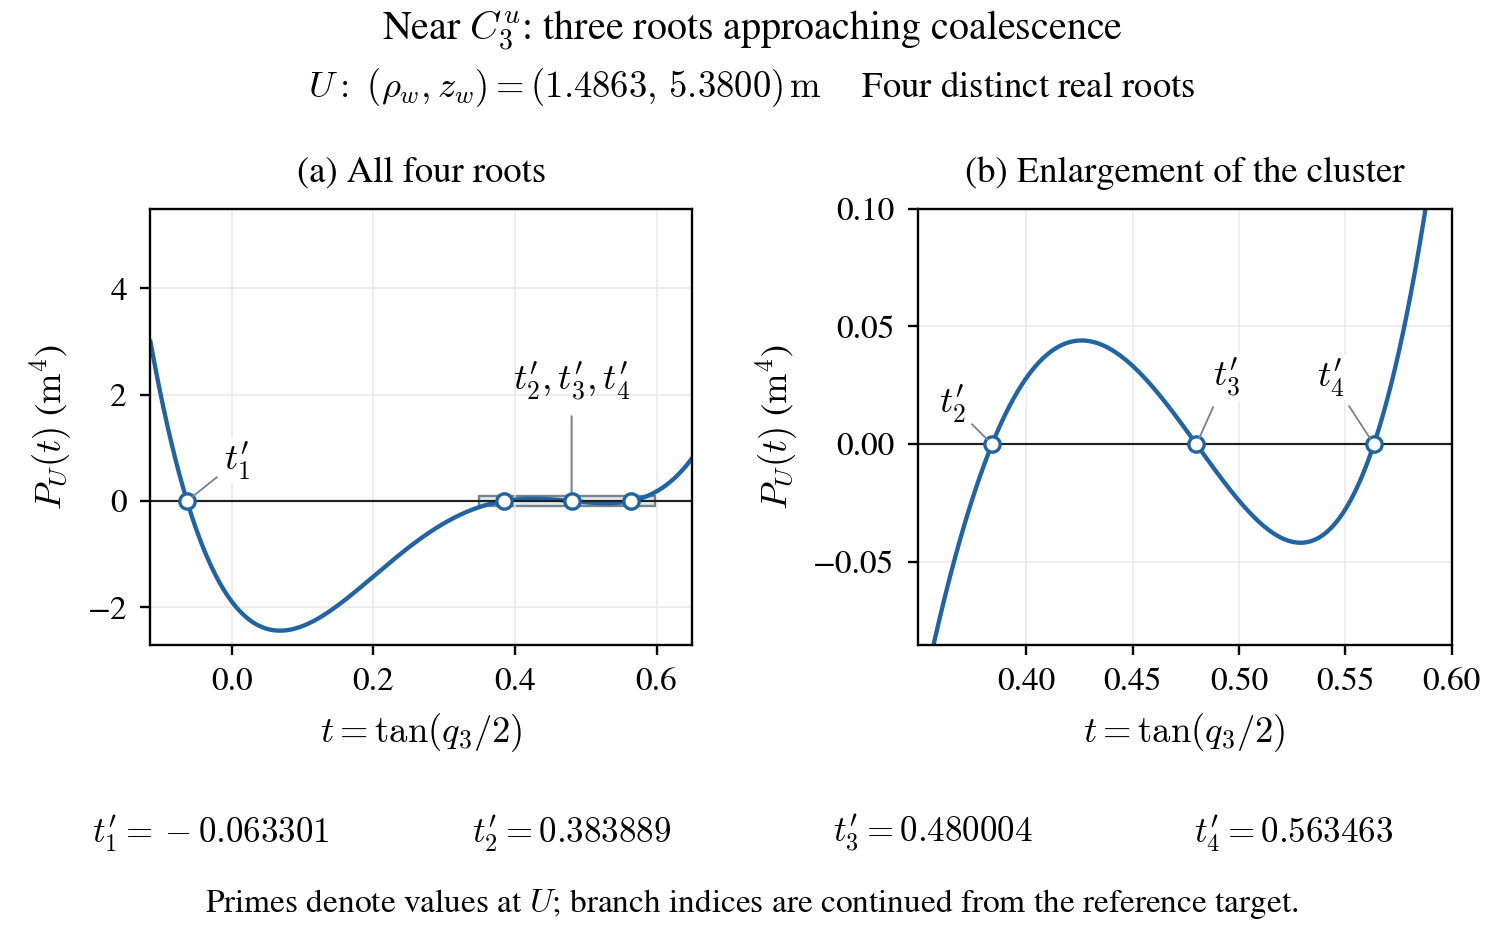 Near $C_3^u$: three roots approaching coalescence
$U$: $(\rho_w, z_w) = (1.4863, 5.3800)$ m Four distinct real roots
(a) All four roots
$P_U(t)$ (m$^4$)
4
2
0
−2
$t_1'$
$t_2', t_3', t_4'$
0.0 0.2 0.4 0.6
$t = \tan(q_3/2)$
(b) Enlargement of the cluster
$P_U(t)$ (m$^4$)
0.10
0.05
0.00
−0.05
$t_2'$
$t_3'$
$t_4'$
0.40 0.45 0.50 0.55 0.60
$t = \tan(q_3/2)$
$t_1' = -0.063301$ $t_2' = 0.383889$ $t_3' = 0.480004$ $t_4' = 0.563463$
Primes denote values at $U$; branch indices are continued from the reference target.